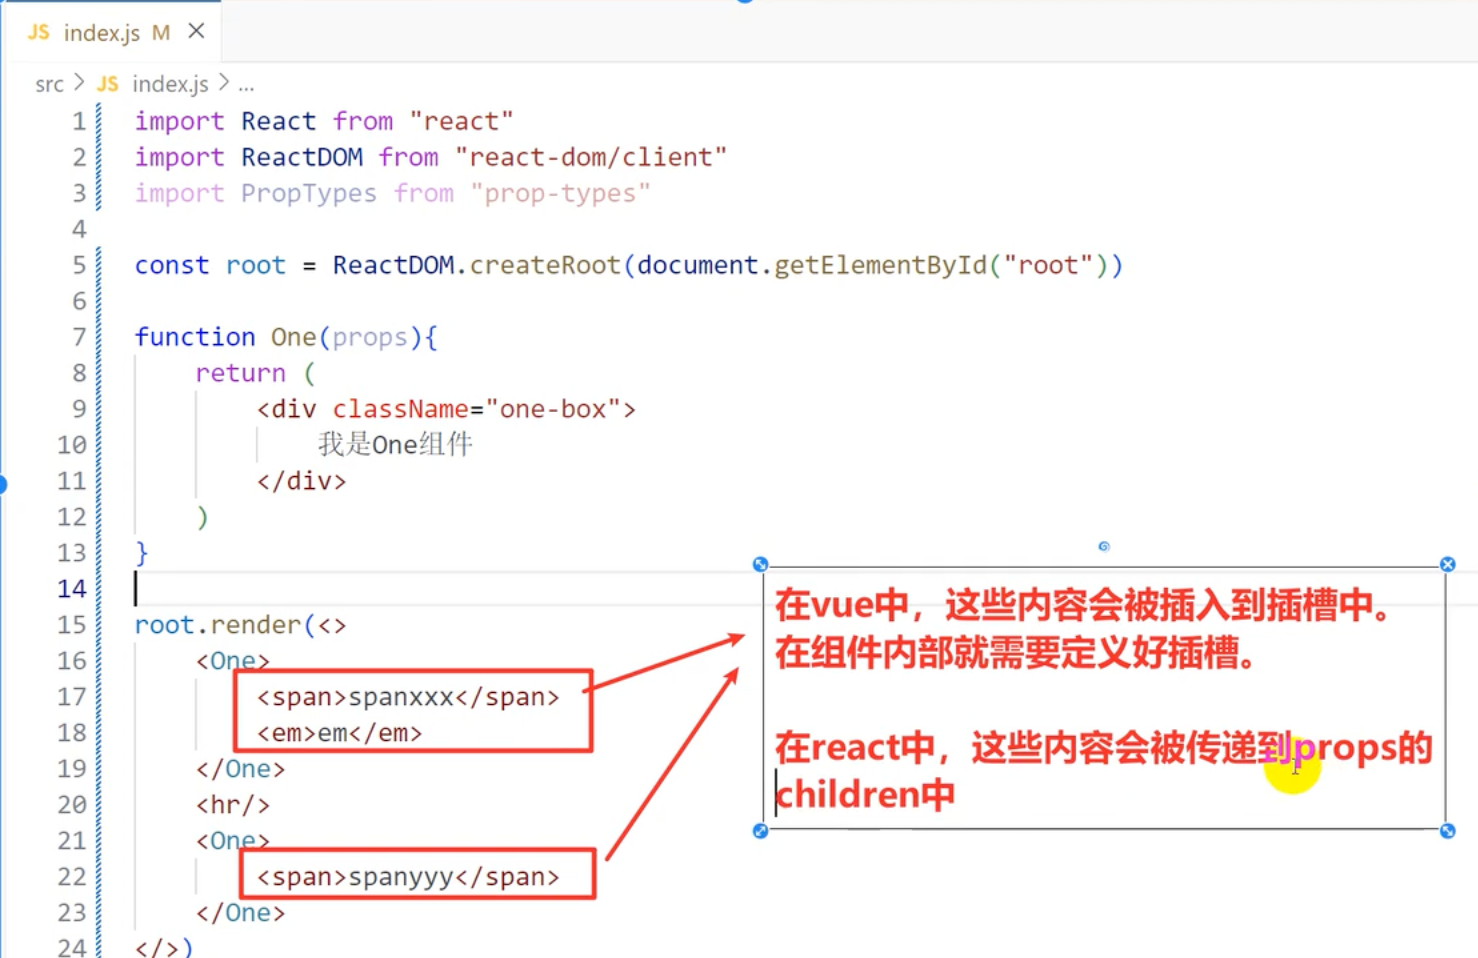 JS index.js M ×
src > JS index.js > ...
1 import React from "react"
2 import ReactDOM from "react-dom/client"
3 import PropTypes from "prop-types"
4
5 const root = ReactDOM.createRoot(document.getElementById("root"))
6
7 function One(props){
8 return (
9 <div className="one-box">
10 我是One组件
11 </div>
12 )
13 }
14
15 root.render(<>
16 <One>
17 <span>spanxxx</span>
18 <em>em</em>
19 </One>
20 <hr/>
21 <One>
22 <span>spanyyy</span>
23 </One>
24 </>)
在vue中，这些内容会被插入到插槽中。
在组件内部就需要定义好插槽。
在react中，这些内容会被传递到props的
children中